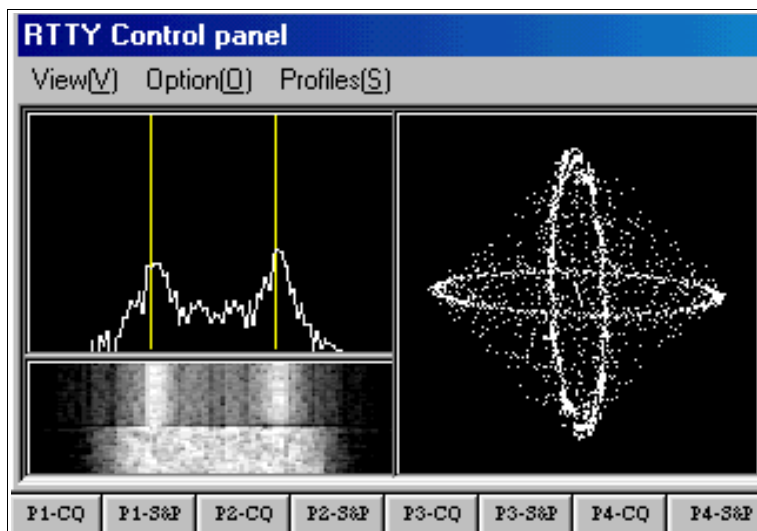 RTTY Control panel
View(V) Option(O) Profiles(S)
P1-CQ P1-S&P P2-CQ P2-S&P P3-CQ P3-S&P P4-CQ P4-S&P